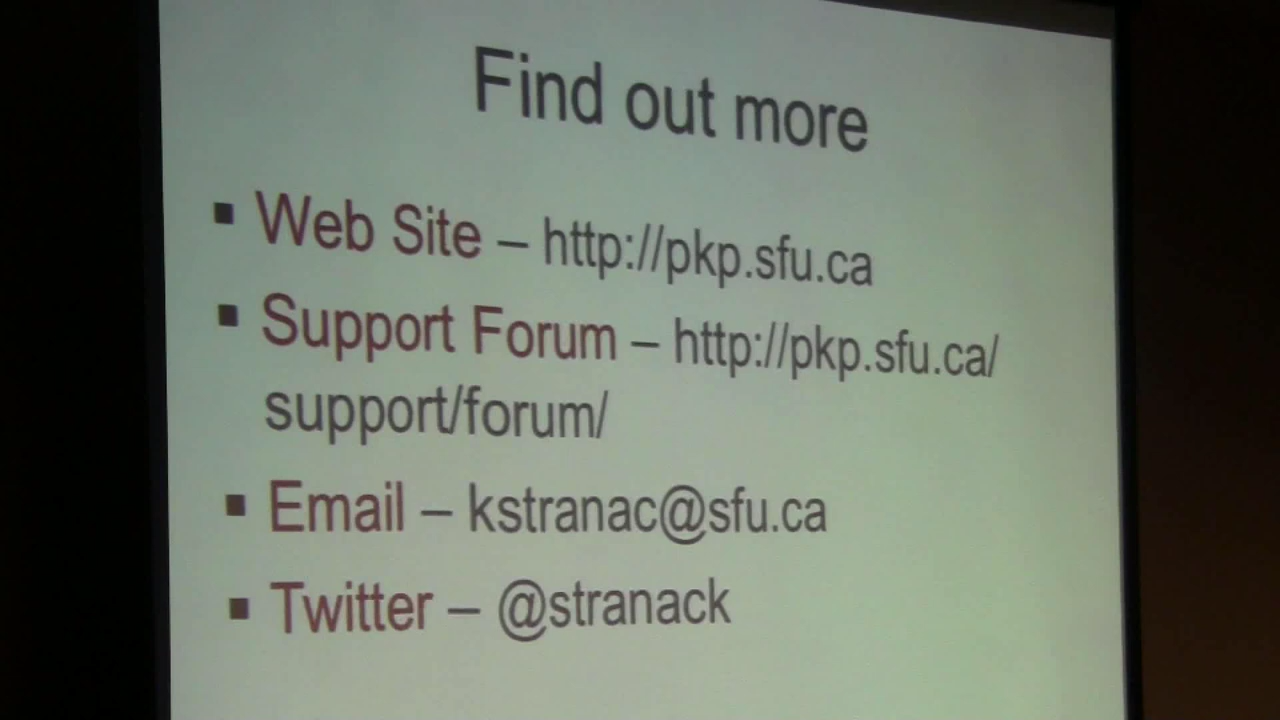 Find out more
▪ Web Site – http://pkp.sfu.ca
▪ Support Forum – http://pkp.sfu.ca/
support/forum/
▪ Email – kstranac@sfu.ca
▪ Twitter – @stranack